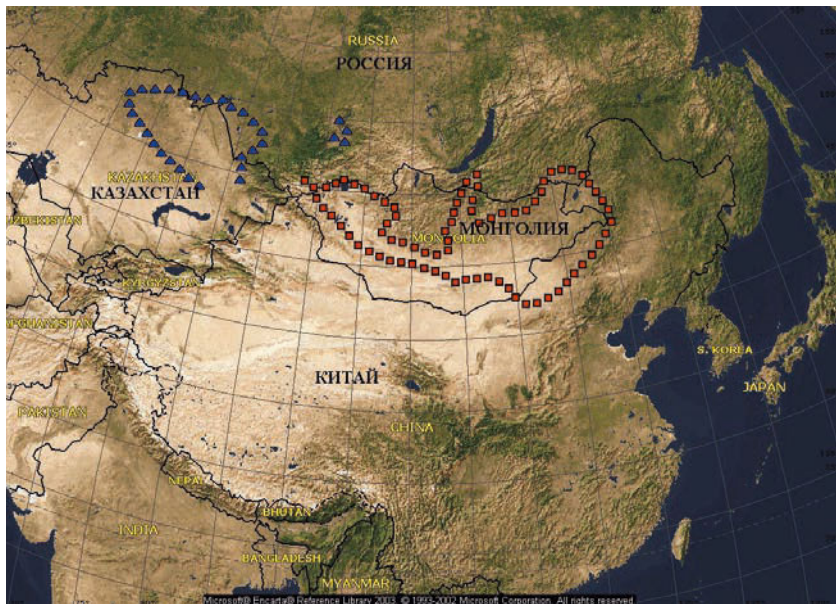 RUSSIA
РОССИЯ
KAZAKHSTAN
КАЗАХСТАН
UZBEKISTAN
МОНГОЛИЯ
MONGOLIA
KYRGYZSTAN
AFGHANISTAN
S. KOREA
КИТАЙ
JAPAN
PAKISTAN
CHINA
NEPAL
BHUTAN
INDIA
BANGLADESH
MYANMAR
Microsoft® Encarta® Reference Library 2003. © 1993-2002 Microsoft Corporation. All rights reserved.